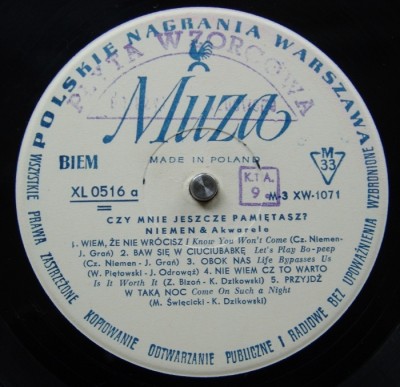 POLSKIE NAGRANIA WARSZAWA
PŁYTA WZORCOWA
Muza
BIEM
MADE IN POLAND
M
33
XL 0516 a
K.T.A.
9
M-3 XW-1071
CZY MNIE JESZCZE PAMIĘTASZ?
NIEMEN & Akwarele
1. WIEM, ŻE NIE WRÓCISZ I Know You Won't Come (Cz. Niemen-
J. Groń) 2. BAW SIĘ W CIUCIUBABKĘ Let's Play Bo-peep
(Cz. Niemen - J. Groń) 3. OBOK NAS Life Bypasses Us
(W. Piętowski - J. Odrowąż) 4. NIE WIEM CZ TO WARTO
Is It Worth It (Z. Bizoń - K. Dzikowski) 5. PRZYJDŹ
W TAKĄ NOC Come On Such a Night
(M. Święcicki - K. Dzikowski)
WSZYSTKIE PRAWA ZASTRZEŻONE KOPIOWANIE ODTWARZANIE PUBLICZNE I RADIOWE BEZ UPOWAŻNIENIA WZBRONIONE